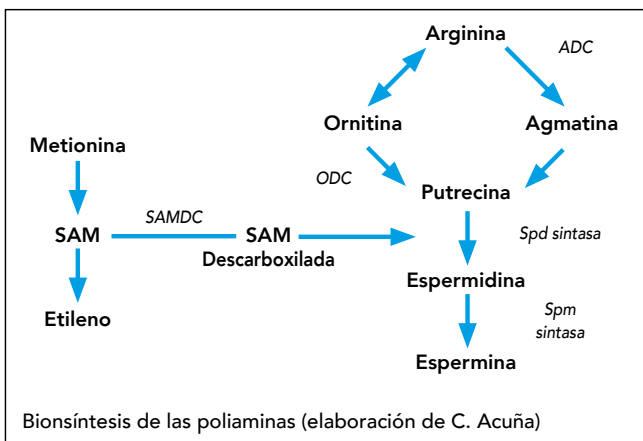 Arginina
ADC
Ornitina
Agmatina
Metionina
ODC
Putrecina
SAMDC
SAM
SAM
Descarboxilada
Spd sintasa
Espermidina
Etileno
Spm
sintasa
Espermina
Bionsíntesis de las poliaminas (elaboración de C. Acuña)